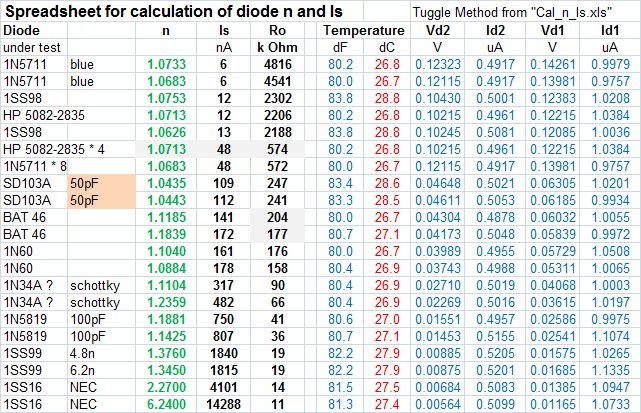 Spreadsheet for calculation of diode n and Is Tuggle Method from "Cal_n_Is.xls"
Diode n Is Ro Temperature Vd2 Id2 Vd1 Id1
under test nA k Ohm dF dC V uA V uA
1N5711 blue 1.0733 6 4816 80.2 26.8 0.12323 0.4917 0.14261 0.9979
1N5711 blue 1.0683 6 4541 80.0 26.7 0.12115 0.4917 0.13981 0.9757
1SS98 1.0753 12 2302 83.8 28.8 0.10430 0.5001 0.12383 1.0208
HP 5082-2835 1.0713 12 2206 80.2 26.8 0.10215 0.4961 0.12215 1.0384
1SS98 1.0626 13 2188 83.8 28.8 0.10245 0.5081 0.12085 1.0036
HP 5082-2835 * 4 1.0713 48 574 80.2 26.8 0.10215 0.4961 0.12215 1.0384
1N5711 * 8 1.0683 48 572 80.0 26.7 0.12115 0.4917 0.13981 0.9757
SD103A 50pF 1.0435 109 247 83.4 28.6 0.04648 0.5021 0.06305 1.0201
SD103A 50pF 1.0443 112 241 83.3 28.5 0.04611 0.5053 0.06185 0.9934
BAT 46 1.1185 141 204 80.0 26.7 0.04304 0.4878 0.06032 1.0055
BAT 46 1.1839 172 177 80.7 27.1 0.04173 0.5048 0.05839 0.9972
1N60 1.1040 161 176 80.0 26.7 0.03989 0.4955 0.05729 1.0508
1N60 1.0884 178 158 80.4 26.9 0.03743 0.4988 0.05311 1.0065
1N34A ? schottky 1.1104 317 90 80.4 26.9 0.02710 0.5019 0.04068 1.0003
1N34A ? schottky 1.2359 482 66 80.4 26.9 0.02269 0.5016 0.03615 1.0197
1N5819 100pF 1.1881 750 41 80.6 27.0 0.01551 0.4957 0.02586 0.9975
1N5819 100pF 1.1425 807 36 80.7 27.1 0.01453 0.5155 0.02541 1.1074
1SS99 4.8n 1.3760 1840 19 82.2 27.9 0.00885 0.5205 0.01575 1.0265
1SS99 6.2n 1.3450 1815 19 82.2 27.9 0.00875 0.5201 0.01685 1.1335
1SS16 NEC 2.2700 4101 14 81.5 27.5 0.00684 0.5083 0.01385 1.0947
1SS16 NEC 6.2400 14288 11 81.3 27.4 0.00564 0.5099 0.01165 1.0733